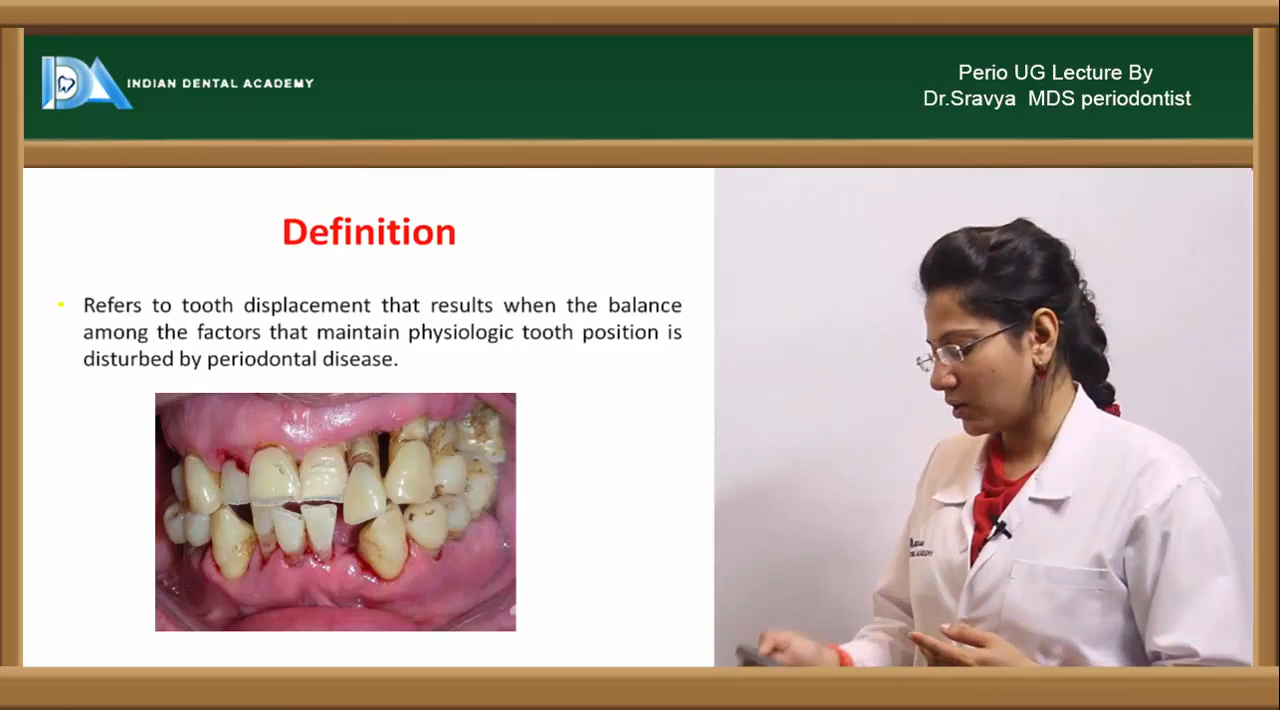 INDIAN DENTAL ACADEMY
Perio UG Lecture By
Dr.Sravya MDS periodontist
Definition
Refers to tooth displacement that results when the balance
among the factors that maintain physiologic tooth position is
disturbed by periodontal disease.